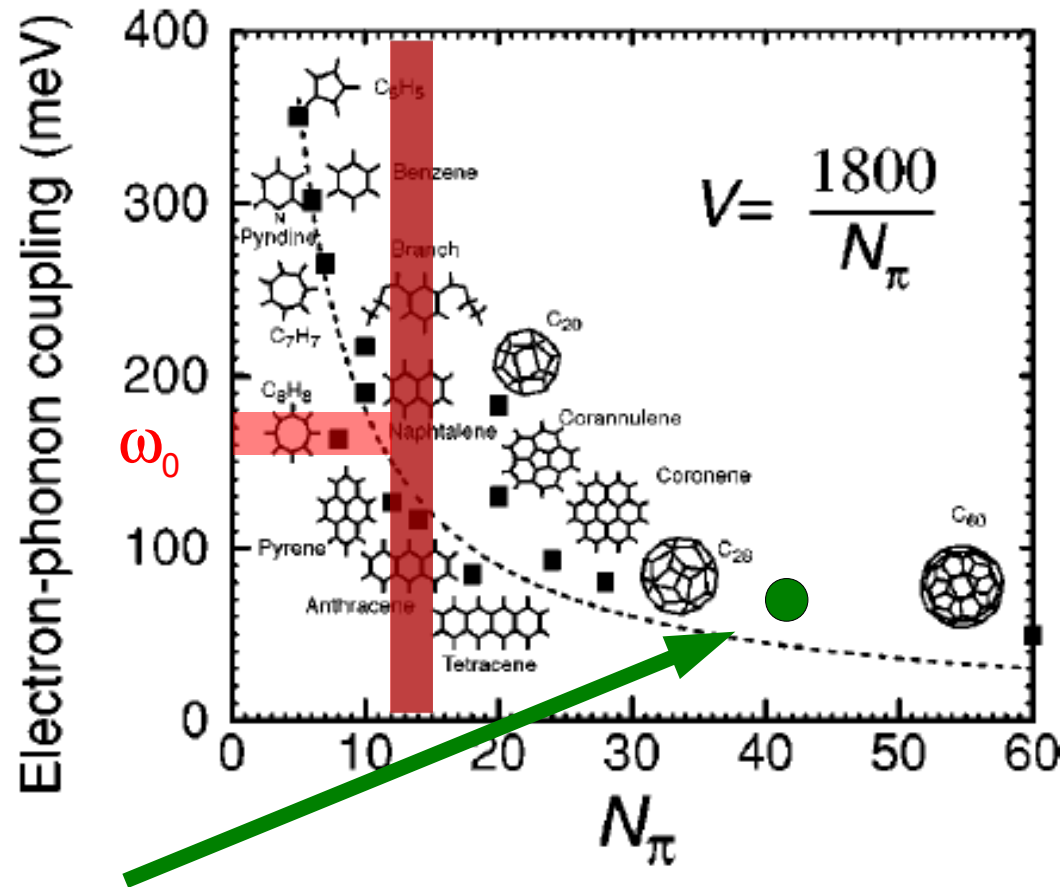 Electron-phonon coupling (meV)
400
300
200
100
0
C₅H₅
Benzene
N
Pyndine
Branch
C₇H₇
C₂₀
C₈H₈
Naphtalene
Corannulene
Coronene
ω₀
Pyrene
Anthracene
Tetracene
C₂₈
C₆₀
V= 1800
Nπ
0 10 20 30 40 50 60
Nπ